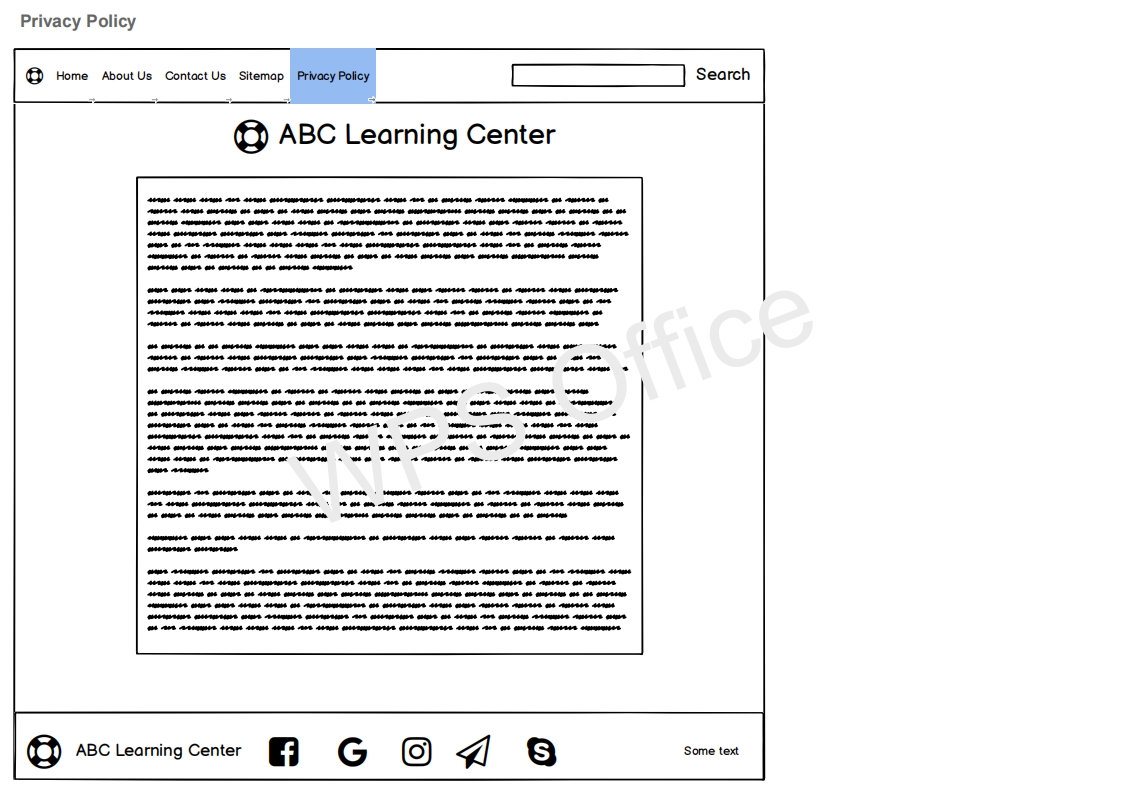 Privacy Policy
Home About Us Contact Us Sitemap Privacy Policy Search
ABC Learning Center
WPS Office
ABC Learning Center Some text